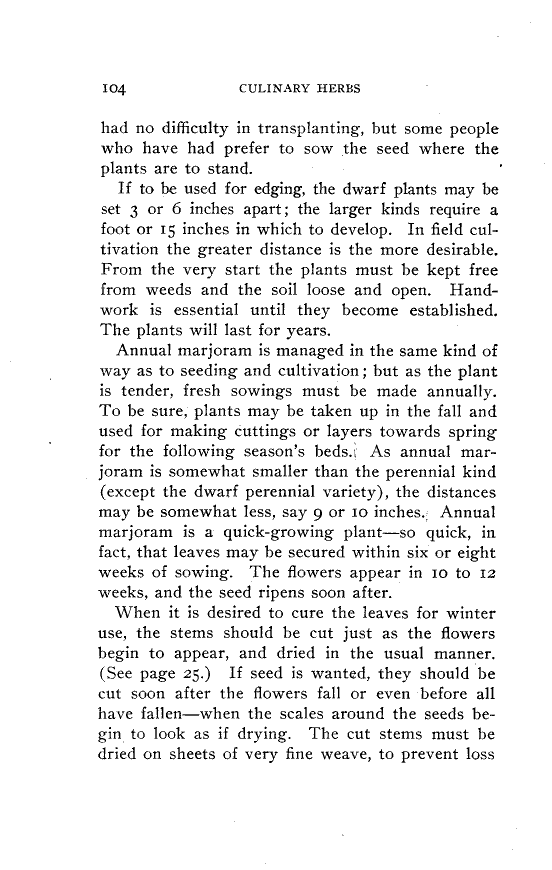 104 CULINARY HERBS
had no difficulty in transplanting, but some people
who have had prefer to sow the seed where the
plants are to stand.
If to be used for edging, the dwarf plants may be
set 3 or 6 inches apart; the larger kinds require a
foot or 15 inches in which to develop. In field cul-
tivation the greater distance is the more desirable.
From the very start the plants must be kept free
from weeds and the soil loose and open. Hand-
work is essential until they become established.
The plants will last for years.
Annual marjoram is managed in the same kind of
way as to seeding and cultivation; but as the plant
is tender, fresh sowings must be made annually.
To be sure, plants may be taken up in the fall and
used for making cuttings or layers towards spring
for the following season's beds. As annual mar-
joram is somewhat smaller than the perennial kind
(except the dwarf perennial variety), the distances
may be somewhat less, say 9 or 10 inches. Annual
marjoram is a quick-growing plant—so quick, in
fact, that leaves may be secured within six or eight
weeks of sowing. The flowers appear in 10 to 12
weeks, and the seed ripens soon after.
When it is desired to cure the leaves for winter
use, the stems should be cut just as the flowers
begin to appear, and dried in the usual manner.
(See page 25.) If seed is wanted, they should be
cut soon after the flowers fall or even before all
have fallen—when the scales around the seeds be-
gin to look as if drying. The cut stems must be
dried on sheets of very fine weave, to prevent loss